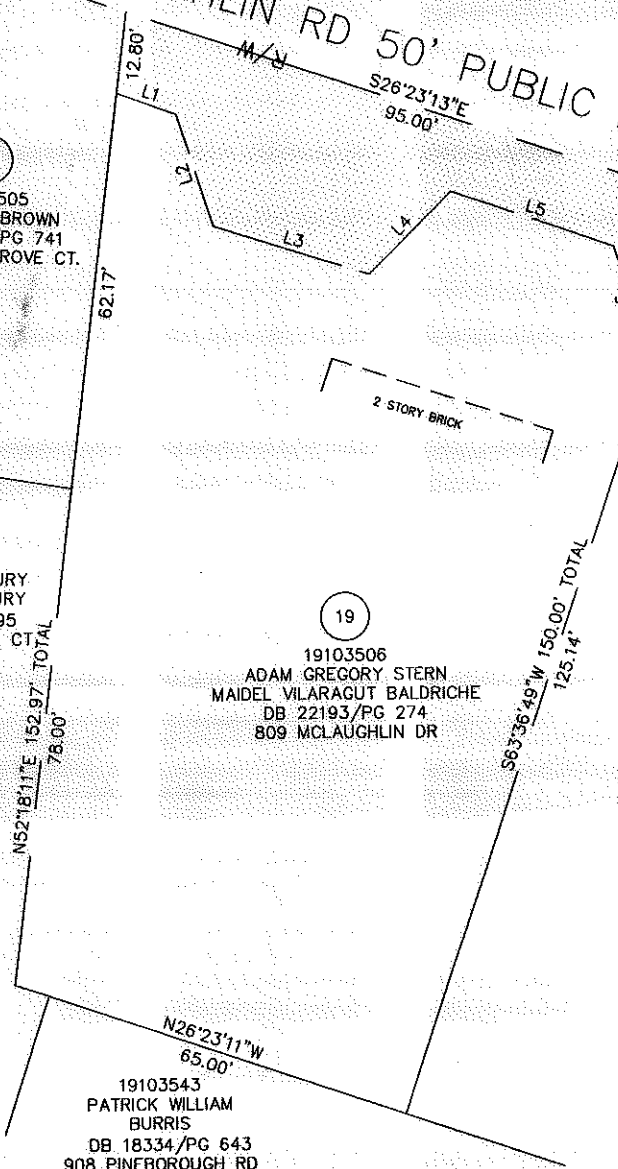 HLIN RD 50' PUBLIC
R/W
S26°23'13"E
95.00'
12.80'
L1
L2
L3
L4
L5
505
BROWN
PG 741
ROVE CT.
62.17'
2 STORY BRICK
URY
URY
95
CT
N52°18'11"E 152.97' TOTAL
78.00'
19
19103506
ADAM GREGORY STERN
MAIDEL VILARAGUT BALDRICHE
DB 22193/PG 274
809 MCLAUGHLIN DR
S63°36'49"W 150.00' TOTAL
125.14'
N26°23'11"W
65.00'
19103543
PATRICK WILLIAM
BURRIS
DB 18334/PG 643
908 PINEBOROUGH RD